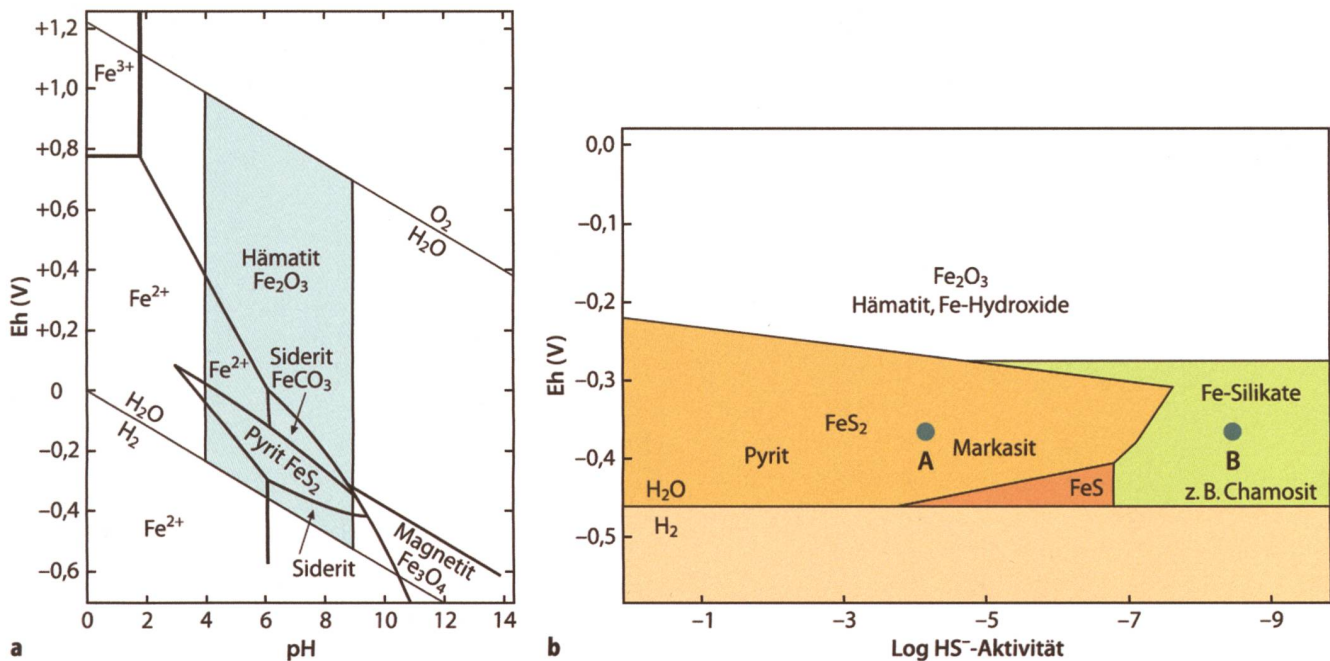 +1,2
+1,0
+0,8
+0,6
+0,4
+0,2
0
–0,2
–0,4
–0,6
Eh (V)
Fe³⁺
O₂
H₂O
Hämatit
Fe₂O₃
Fe²⁺
Fe²⁺
Siderit
FeCO₃
H₂O
H₂
Pyrit FeS₂
Fe²⁺
Siderit
Magnetit
Fe₃O₄
0 2 4 6 8 10 12 14
a
pH
0,0
–0,1
–0,2
–0,3
–0,4
–0,5
Eh (V)
Fe₂O₃
Hämatit, Fe-Hydroxide
Fe-Silikate
FeS₂
Pyrit
A
Markasit
B
FeS
z. B. Chamosit
H₂O
H₂
–1 –3 –5 –7 –9
b
Log HS⁻-Aktivität